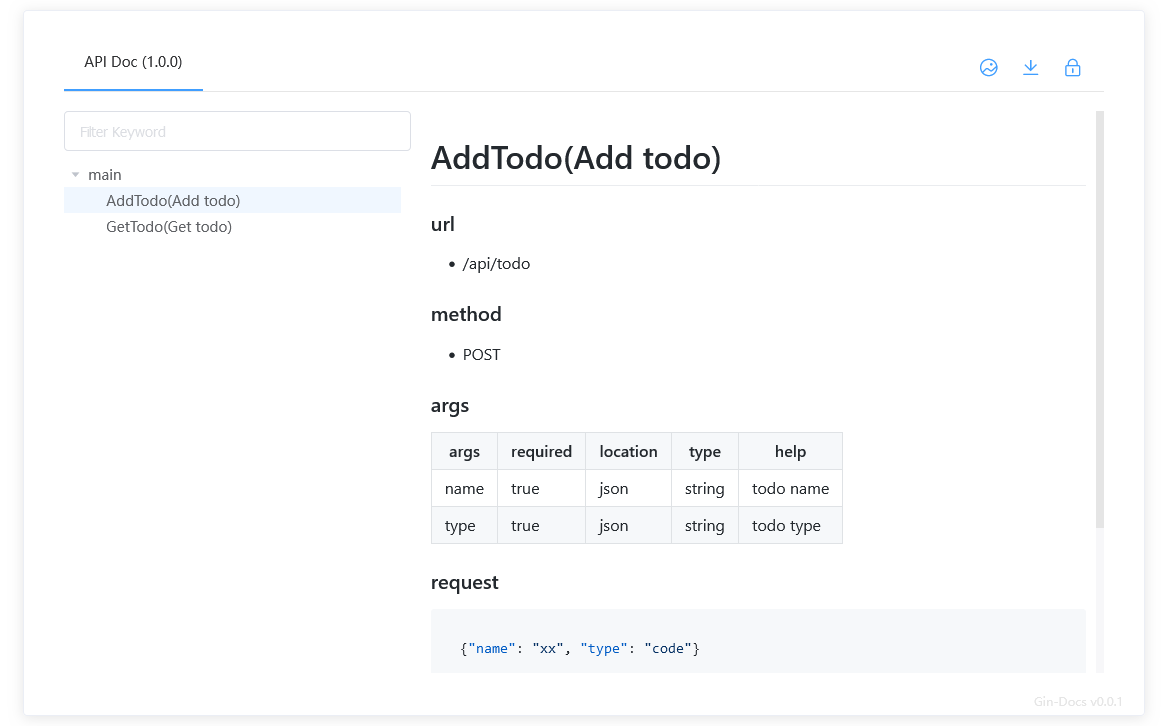 API Doc (1.0.0)
Filter Keyword
main
AddTodo(Add todo)
GetTodo(Get todo)
AddTodo(Add todo)
url
• /api/todo
method
• POST
args
args required location type help
name true json string todo name
type true json string todo type
request
{"name": "xx", "type": "code"}
Gin-Docs v0.0.1